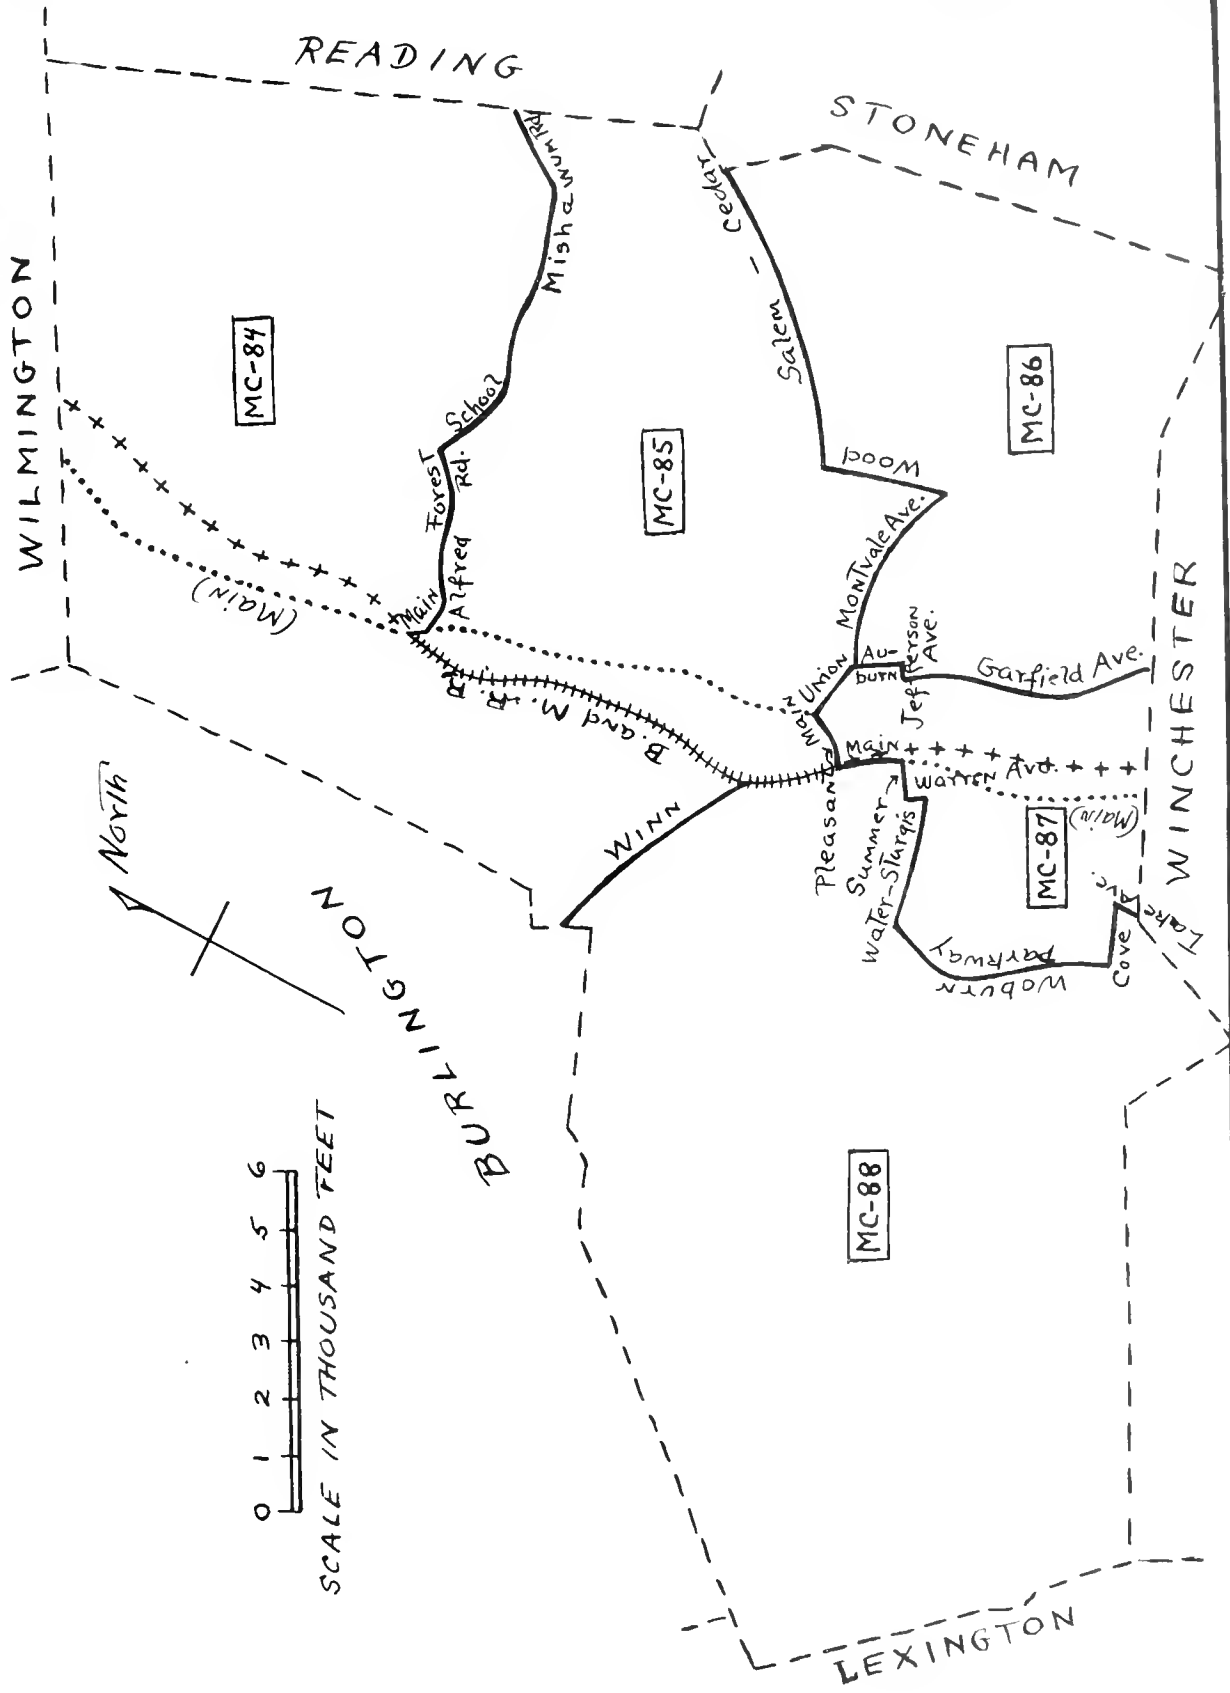 READING
STONEHAM
WILMINGTON
Mishawum Rd
Cedar
-
Salem
MC-84
School
Forest
Rd.
MC-85
MC-86
Wood
Alfred
Main
(Main)
Montvale Ave.
Union
Au-
burn
Jefferson
Ave.
Garfield Ave.
WINCHESTER
B. and M. R. R.
Main
Main
Pleasant
Warren Ave.
(Main)
Summer
Water-Sturgis
Winn
MC-87
Lake Ave.
Cove
Woburn
Parkway
North
BURLINGTON
MC-88
0 1 2 3 4 5 6
SCALE IN THOUSAND FEET
LEXINGTON